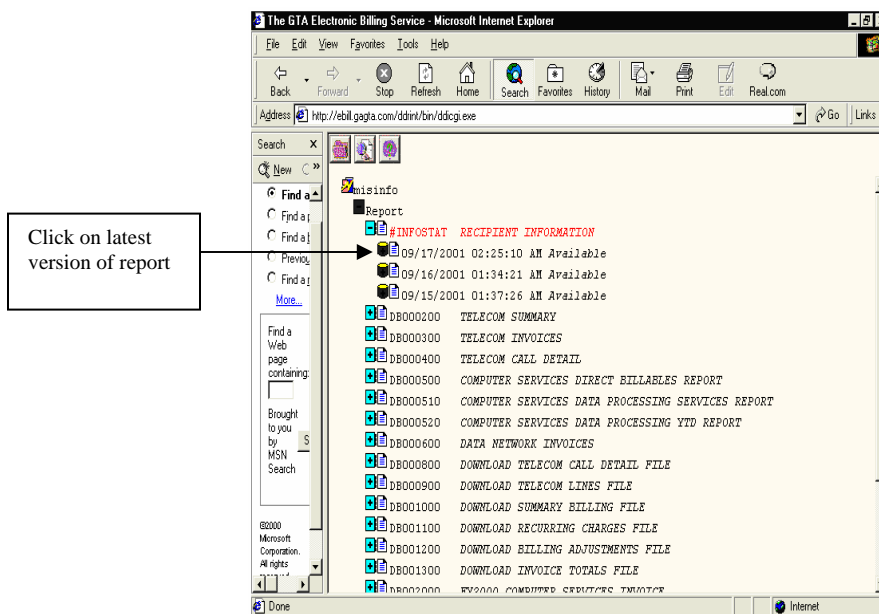 The GTA Electronic Billing Service - Microsoft Internet Explorer
File Edit View Favorites Tools Help
Back Forward Stop Refresh Home Search Favorites History Mail Print Edit Real.com
Address http://ebill.gagta.com/ddrint/bin/ddicgi.exe Go Links
Search x
New »
Find a
Find a
Find a
Previou
Find a
More...
Find a
Web
page
containing:
Brought
to you
by
MSN
Search
S
©2000
Microsoft
Corporation.
All rights
Click on latest
version of report
misinfo
Report
#INFOSTAT RECIPIENT INFORMATION
09/17/2001 02:25:10 AM Available
09/16/2001 01:34:21 AM Available
09/15/2001 01:37:26 AM Available
DB000200 TELECOM SUMMARY
DB000300 TELECOM INVOICES
DB000400 TELECOM CALL DETAIL
DB000500 COMPUTER SERVICES DIRECT BILLABLES REPORT
DB000510 COMPUTER SERVICES DATA PROCESSING SERVICES REPORT
DB000520 COMPUTER SERVICES DATA PROCESSING YTD REPORT
DB000600 DATA NETWORK INVOICES
DB000800 DOWNLOAD TELECOM CALL DETAIL FILE
DB000900 DOWNLOAD TELECOM LINES FILE
DB001000 DOWNLOAD SUMMARY BILLING FILE
DB001100 DOWNLOAD RECURRING CHARGES FILE
DB001200 DOWNLOAD BILLING ADJUSTMENTS FILE
DB001300 DOWNLOAD INVOICE TOTALS FILE
DB002000 FY2000 COMPUTER SERVICES INVOICE
Done Internet